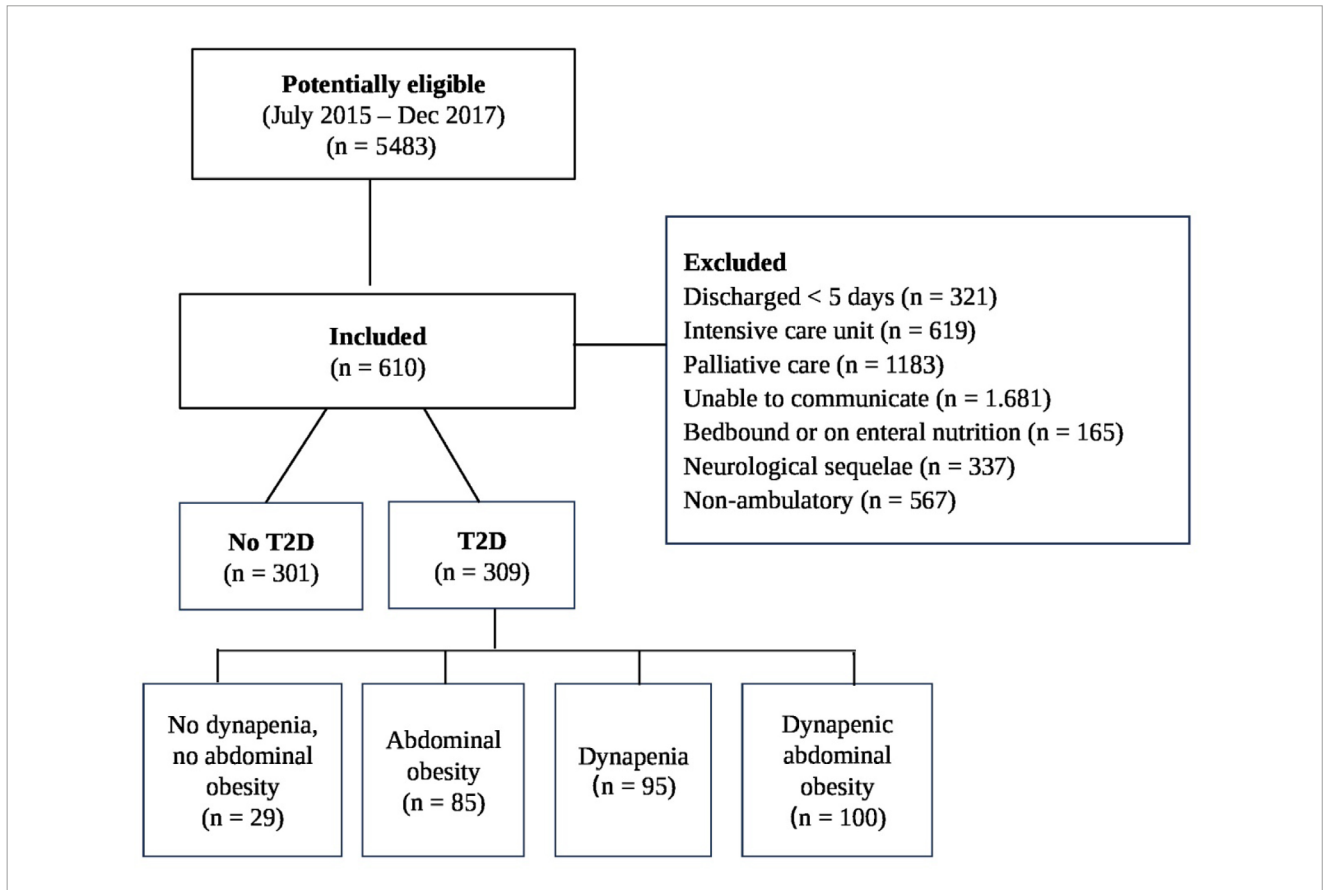 Potentially eligible
(July 2015 – Dec 2017)
(n = 5483)
Included
(n = 610)
Excluded
Discharged < 5 days (n = 321)
Intensive care unit (n = 619)
Palliative care (n = 1183)
Unable to communicate (n = 1.681)
Bedbound or on enteral nutrition (n = 165)
Neurological sequelae (n = 337)
Non-ambulatory (n = 567)
No T2D
(n = 301)
T2D
(n = 309)
No dynapenia,
no abdominal
obesity
(n = 29)
Abdominal
obesity
(n = 85)
Dynapenia
(n = 95)
Dynapenic
abdominal
obesity
(n = 100)